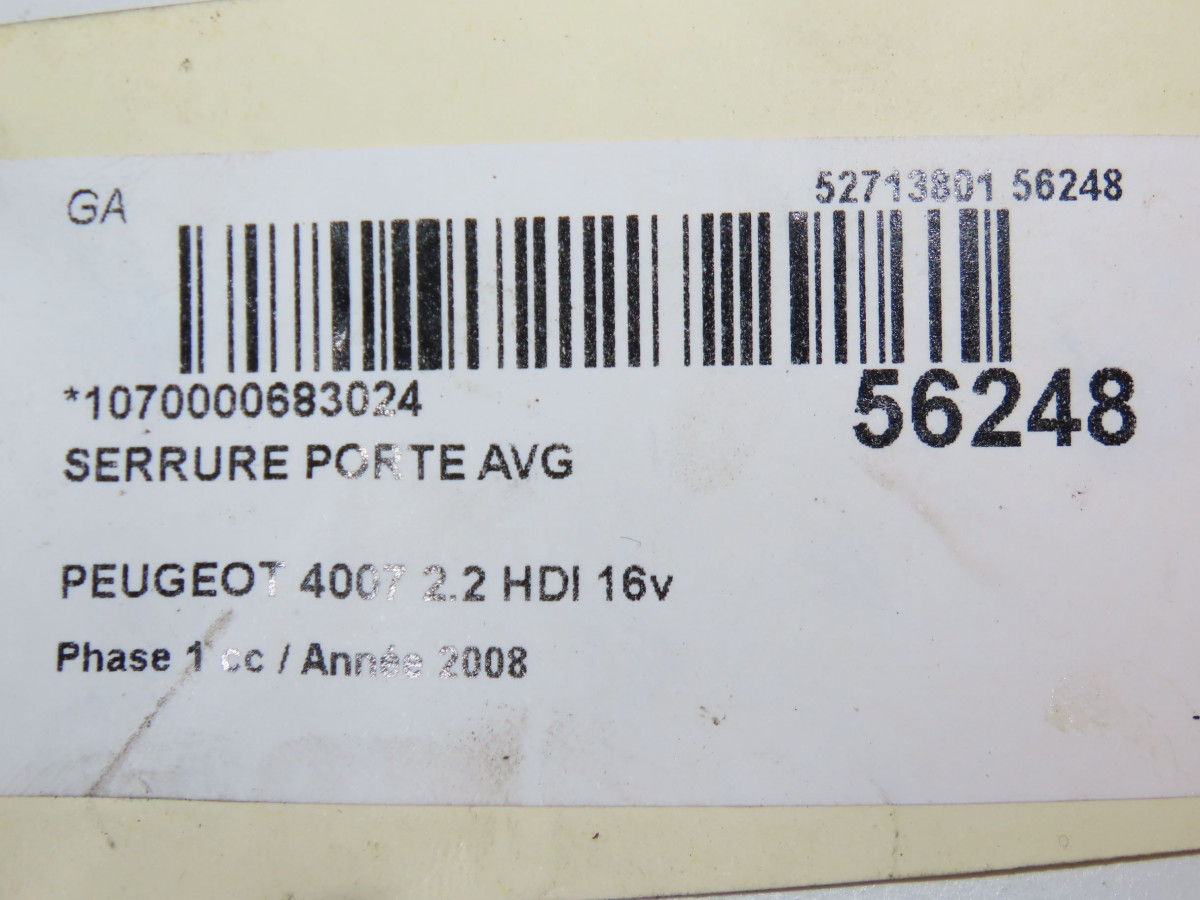 GA
52713801 56248
*1070000683024
56248
SERRURE PORTE AVG
PEUGEOT 4007 2.2 HDI 16v
Phase 1 cc / Année 2008